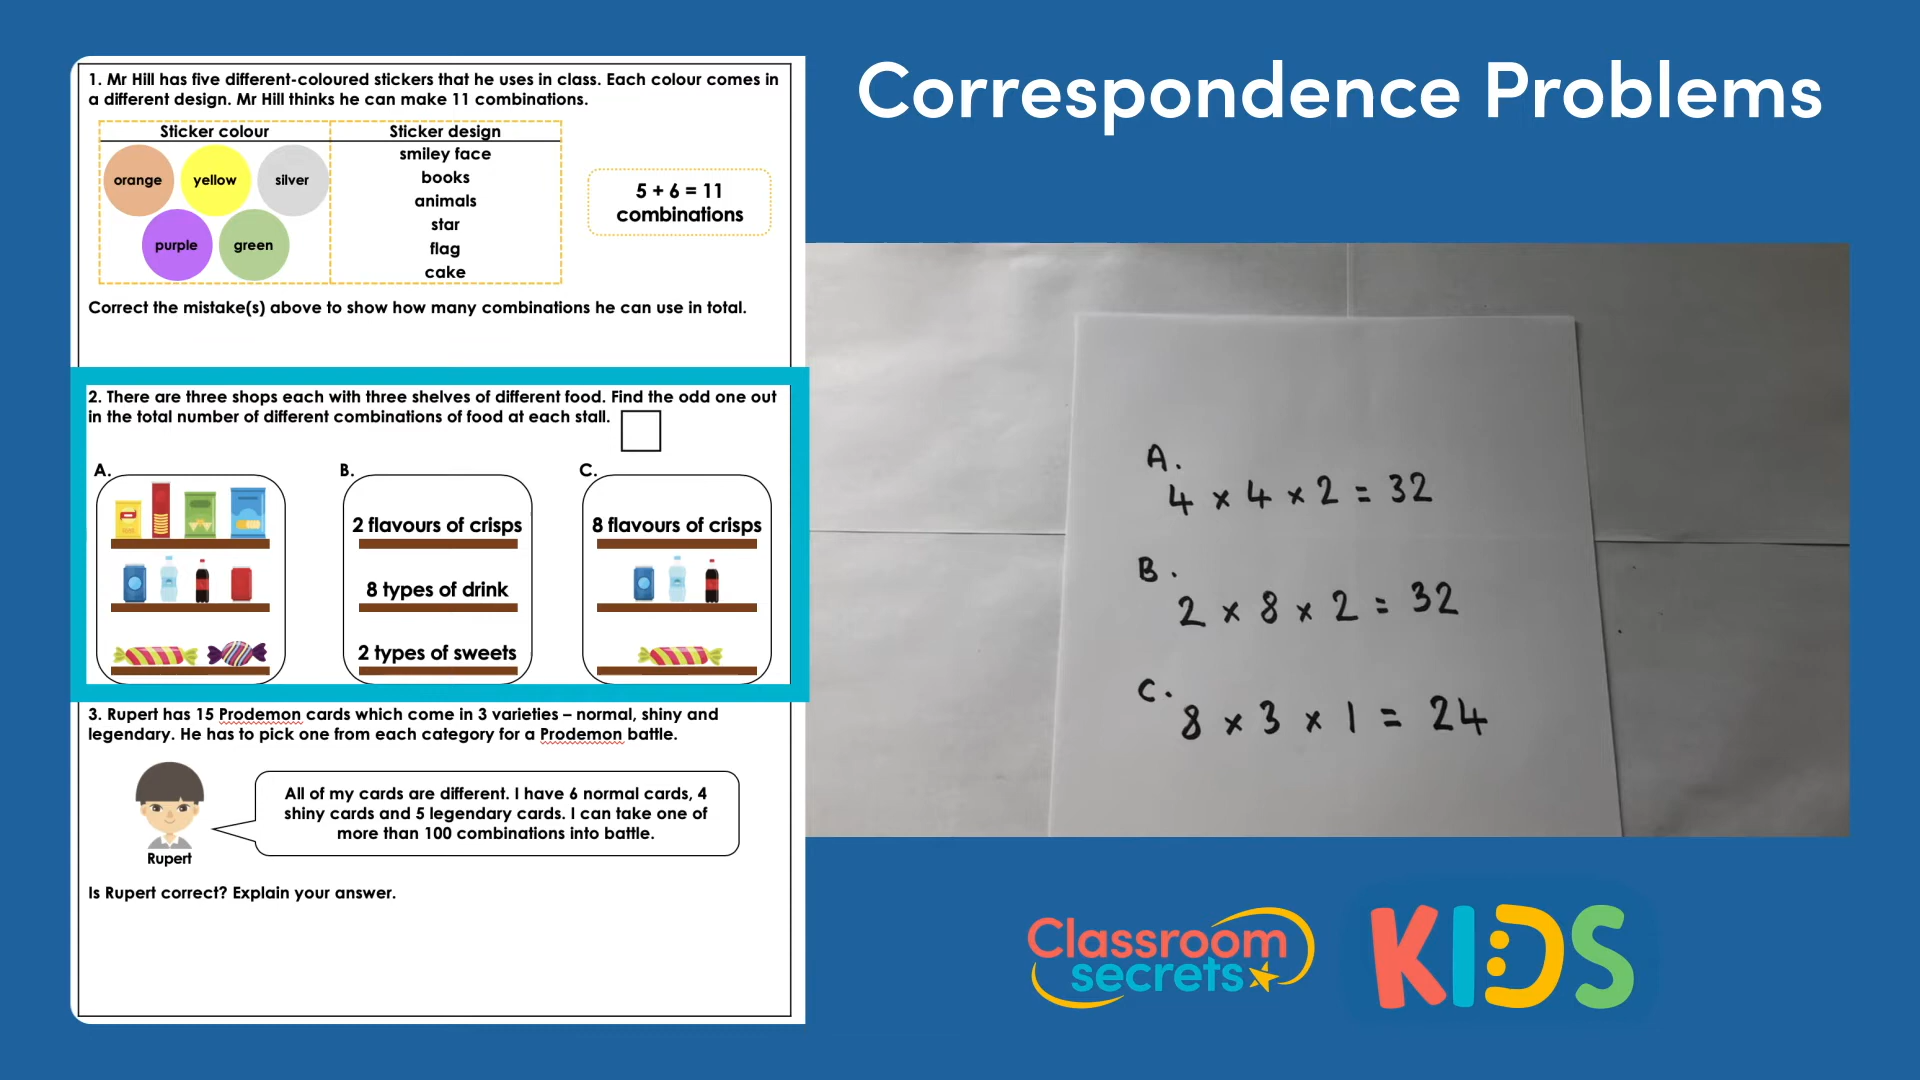 Correspondence Problems
1. Mr Hill has five different-coloured stickers that he uses in class. Each colour comes in
a different design. Mr Hill thinks he can make 11 combinations.
Sticker colour
Sticker design
orange
yellow
silver
purple
green
smiley face
books
animals
star
flag
cake
5 + 6 = 11
combinations
Correct the mistake(s) above to show how many combinations he can use in total.
2. There are three shops each with three shelves of different food. Find the odd one out
in the total number of different combinations of food at each stall.
A.
B.
2 flavours of crisps
8 types of drink
2 types of sweets
C.
8 flavours of crisps
3. Rupert has 15 Prodemon cards which come in 3 varieties – normal, shiny and
legendary. He has to pick one from each category for a Prodemon battle.
All of my cards are different. I have 6 normal cards, 4
shiny cards and 5 legendary cards. I can take one of
more than 100 combinations into battle.
Rupert
Is Rupert correct? Explain your answer.
A.
4 × 4 × 2 = 32
B.
2 × 8 × 2 = 32
C.
8 × 3 × 1 = 24
Classroom
secrets
KIDS